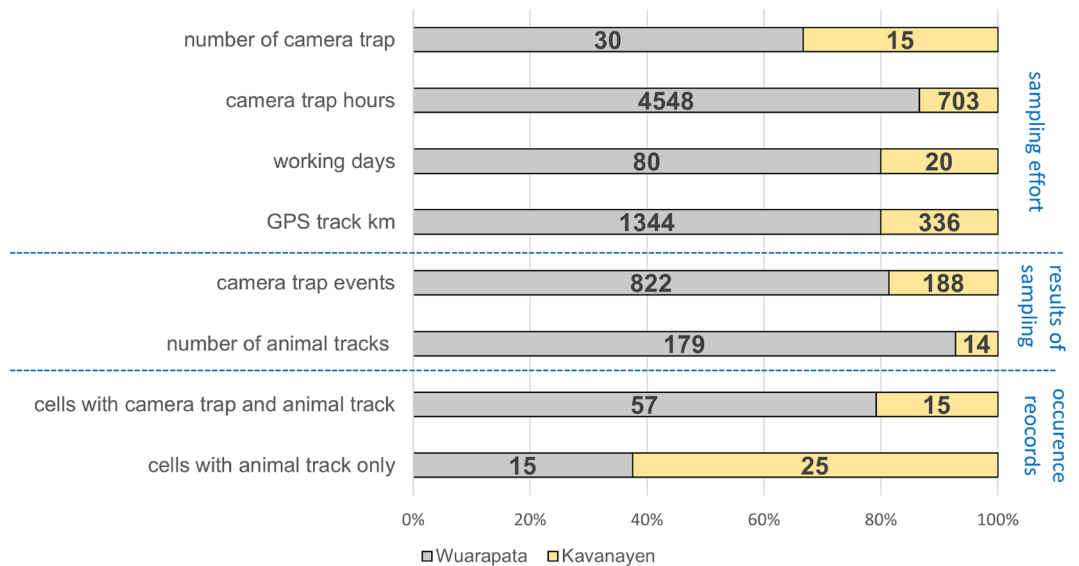 number of camera trap 30 15
camera trap hours 4548 703
working days 80 20
GPS track km 1344 336
sampling effort
camera trap events 822 188
number of animal tracks 179 14
results of
sampling
cells with camera trap and animal track 57 15
cells with animal track only 15 25
occurence
reocords
0% 20% 40% 60% 80% 100%
Wuarapata Kavanayen